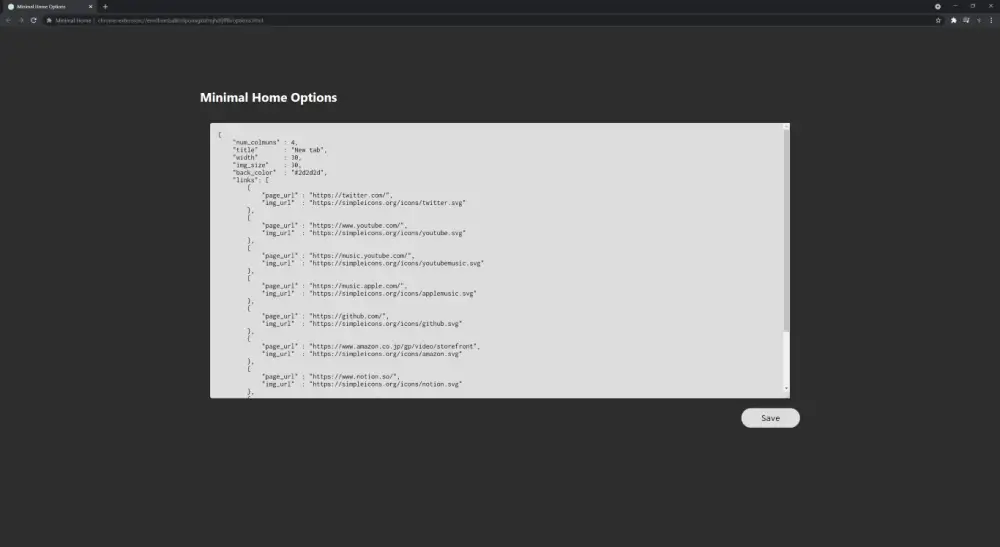 Minimal Home Options
Minimal Home
Minimal Home Options
{
"num_colmuns" : 4,
"title" : "New tab",
"width" : 30,
"img_size" : 30,
"back_color" : "#2d2d2d",
"links": [
{
"page_url" : "https://twitter.com/",
"img_url" : "https://simpleicons.org/icons/twitter.svg"
},
{
"page_url" : "https://www.youtube.com/",
"img_url" : "https://simpleicons.org/icons/youtube.svg"
},
{
"page_url" : "https://music.youtube.com/",
"img_url" : "https://simpleicons.org/icons/youtubemusic.svg"
},
{
"page_url" : "https://music.apple.com/",
"img_url" : "https://simpleicons.org/icons/applemusic.svg"
},
{
"page_url" : "https://github.com/",
"img_url" : "https://simpleicons.org/icons/github.svg"
},
{
"page_url" : "https://www.amazon.co.jp/gp/video/storefront",
"img_url" : "https://simpleicons.org/icons/amazon.svg"
},
{
"page_url" : "https://www.notion.so/",
"img_url" : "https://simpleicons.org/icons/notion.svg"
},
Save